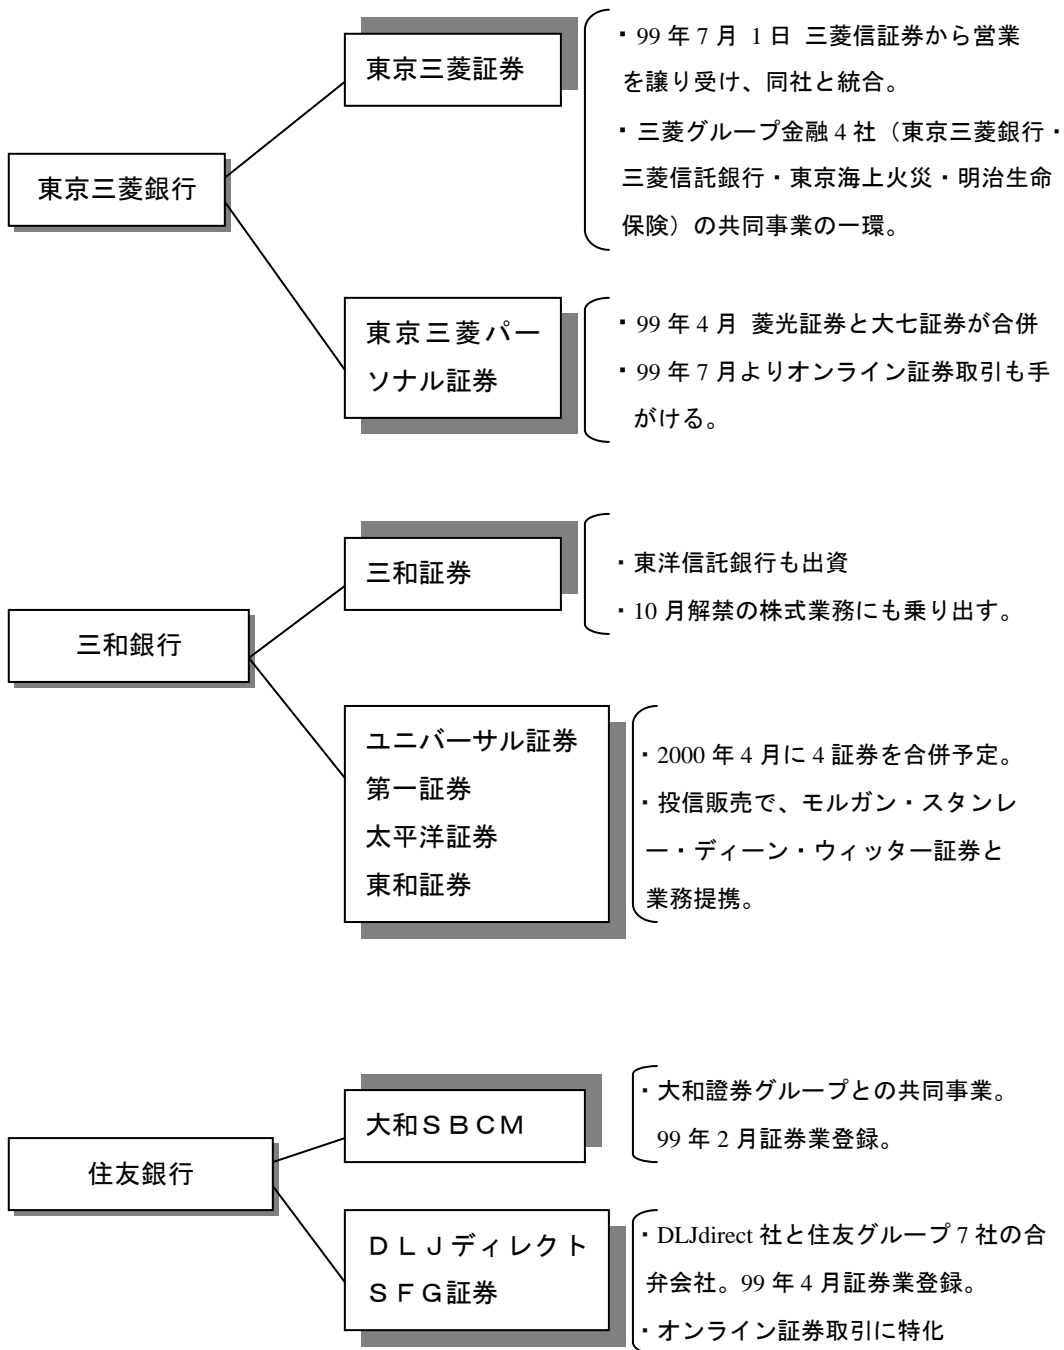 東京三菱銀行
東京三菱証券
・99年7月 1日 三菱信証券から営業
を譲り受け、同社と統合。
・三菱グループ金融4社（東京三菱銀行・
三菱信託銀行・東京海上火災・明治生命
保険）の共同事業の一環。
東京三菱パー
ソナル証券
・99年4月 菱光証券と大七証券が合併
・99年7月よりオンライン証券取引も手
がける。
三和銀行
三和証券
・東洋信託銀行も出資
・10月解禁の株式業務にも乗り出す。
ユニバーサル証券
第一証券
太平洋証券
東和証券
・2000年4月に4証券を合併予定。
・投信販売で、モルガン・スタンレ
ー・ディーン・ウィッター証券と
業務提携。
住友銀行
大和ＳＢＣＭ
・大和證券グループとの共同事業。
99年2月証券業登録。
ＤＬＪディレクト
ＳＦＧ証券
・DLJdirect社と住友グループ7社の合
弁会社。99年4月証券業登録。
・オンライン証券取引に特化